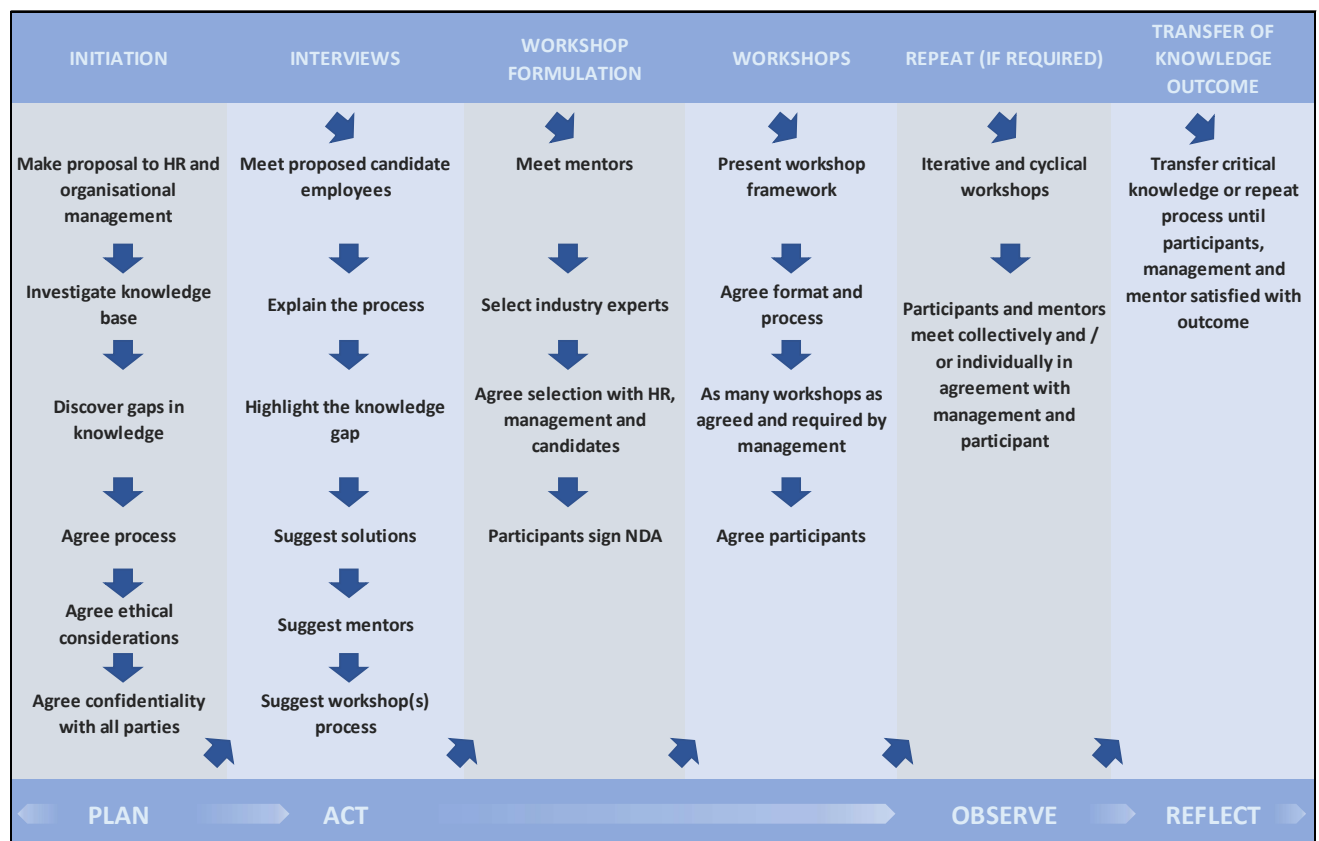 INITIATION
INTERVIEWS
WORKSHOP
FORMULATION
WORKSHOPS
REPEAT (IF REQUIRED)
TRANSFER OF
KNOWLEDGE
OUTCOME
Make proposal to HR and
organisational
management
Investigate knowledge
base
Discover gaps in
knowledge
Agree process
Agree ethical
considerations
Agree confidentiality
with all parties
Meet proposed candidate
employees
Explain the process
Highlight the knowledge
gap
Suggest solutions
Suggest mentors
Suggest workshop(s)
process
Meet mentors
Select industry experts
Agree selection with HR,
management and
candidates
Participants sign NDA
Present workshop
framework
Agree format and
process
As many workshops as
agreed and required by
management
Agree participants
Iterative and cyclical
workshops
Participants and mentors
meet collectively and /
or individually in
agreement with
management and
participant
Transfer critical
knowledge or repeat
process until
participants,
management and
mentor satisfied with
outcome
PLAN
ACT
OBSERVE
REFLECT